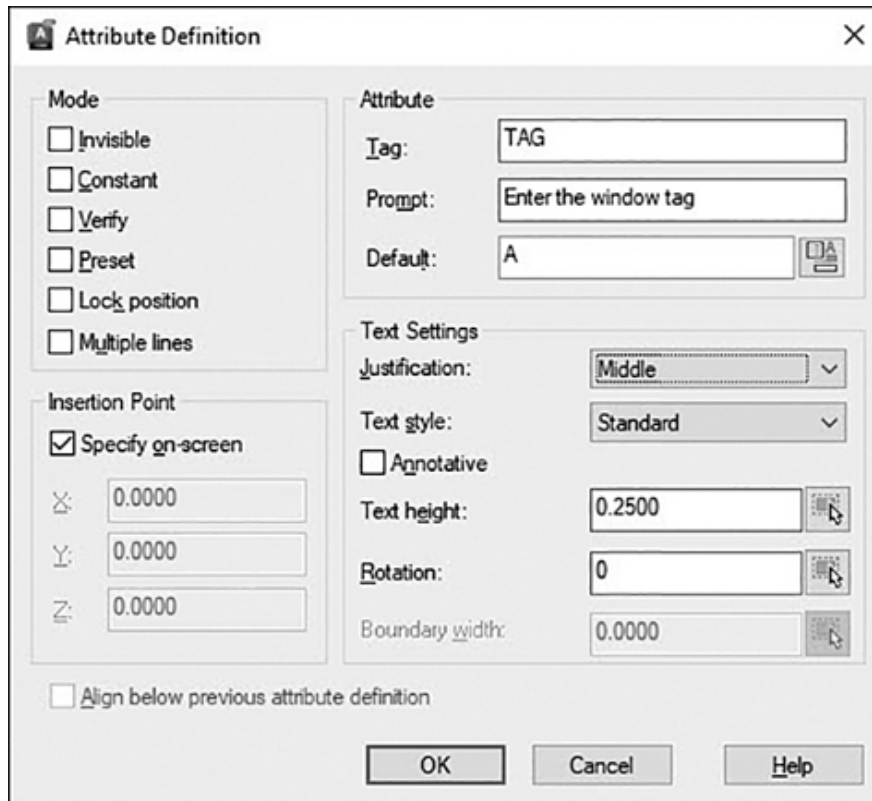 Attribute Definition
Mode
Invisible
Constant
Verify
Preset
Lock position
Multiple lines
Insertion Point
Specify on-screen
X: 0.0000
Y: 0.0000
Z: 0.0000
Attribute
Tag: TAG
Prompt: Enter the window tag
Default: A
Text Settings
Justification: Middle
Text style: Standard
Annotative
Text height: 0.2500
Rotation: 0
Boundary width: 0.0000
Align below previous attribute definition
OK Cancel Help